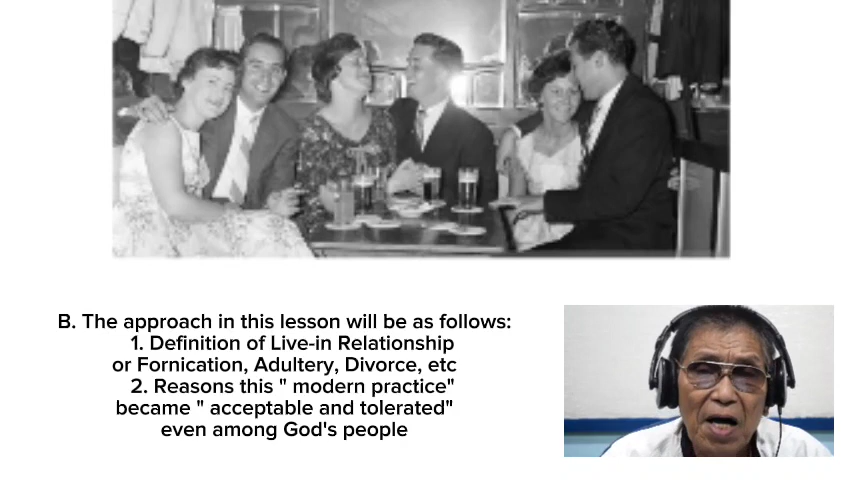 B. The approach in this lesson will be as follows:
1. Definition of Live-in Relationship
or Fornication, Adultery, Divorce, etc
2. Reasons this " modern practice"
became " acceptable and tolerated"
even among God's people